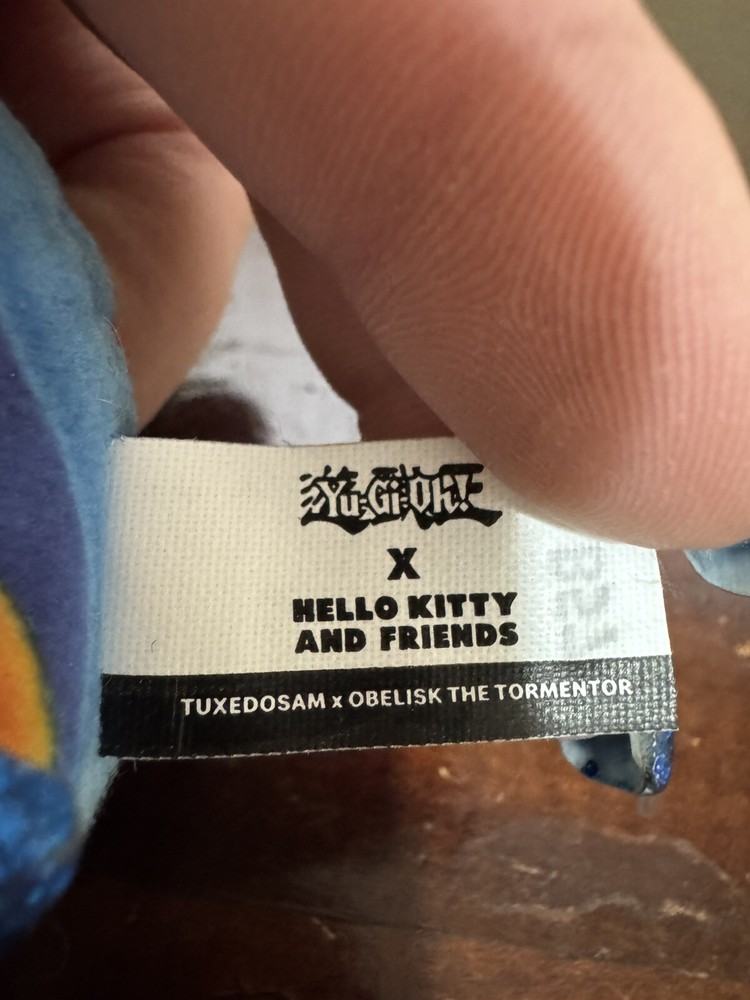 Yu-Gi-Oh!
X
HELLO KITTY
AND FRIENDS
TUXEDOSAM x OBELISK THE TORMENTOR